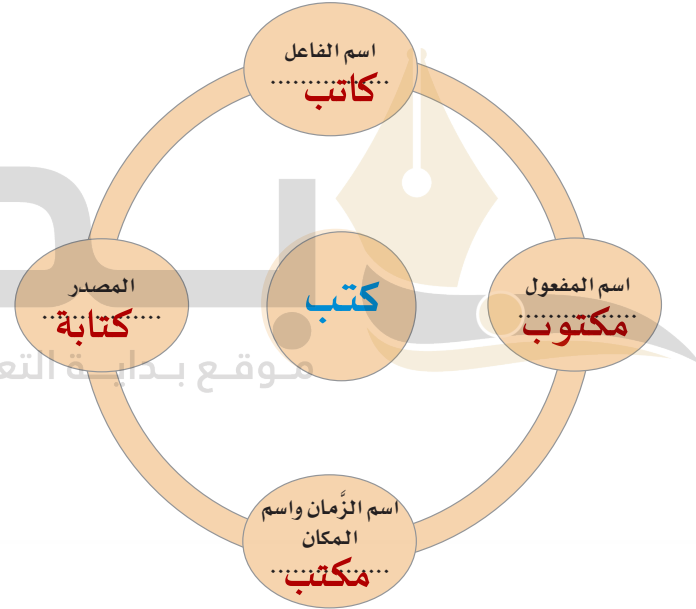 اسم الفاعل
................
كاتب
المصدر
................
كتابة
كتب
اسم المفعول
................
مكتوب
موقع بداية التع
اسم الزَّمان واسم
المكان
................
مكتب